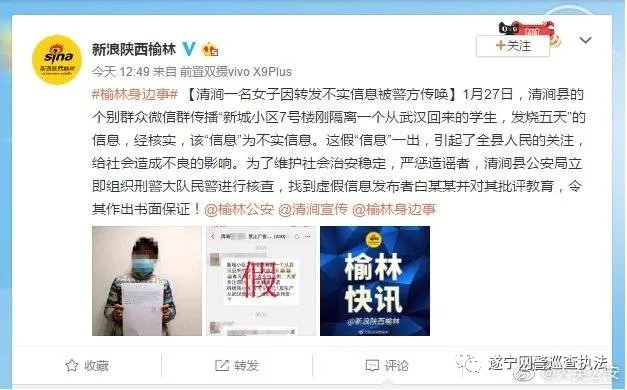 sina
新浪陕西榆林
新浪陕西榆林
今天 12:49 来自 前置双摄vivo X9Plus
+关注
#榆林身边事# 【清涧一名女子因转发不实信息被警方传唤】1月27日，清涧县的
个别群众微信群传播“新城小区7号楼刚隔离一个从武汉回来的学生，发烧五天”的
信息，经核实，该“信息”为不实信息。这假“信息”一出，引起了全县人民的关注，
给社会造成不良的影响。为了维护社会治安稳定，严惩造谣者，清涧县公安局立
即组织刑警大队民警进行核查，找到虚假信息发布者白某某并对其批评教育，令
其作出书面保证！@榆林公安 @清涧宣传 @榆林身边事
清涧
假
榆林
快讯
@新浪陕西榆林
收藏
转发
评论
遂宁网警巡查执法